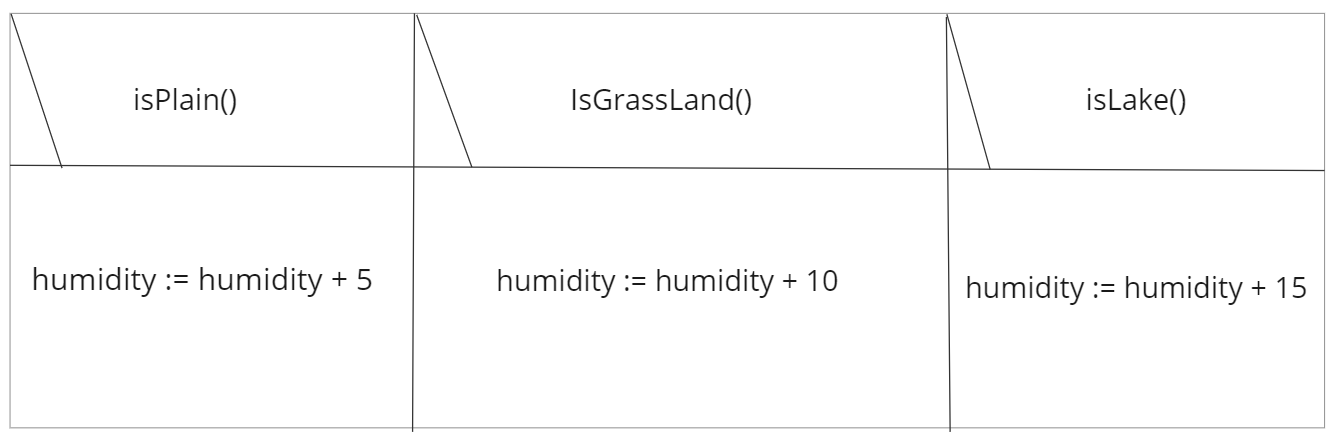 isPlain()
IsGrassLand()
isLake()
humidity := humidity + 5
humidity := humidity + 10
humidity := humidity + 15